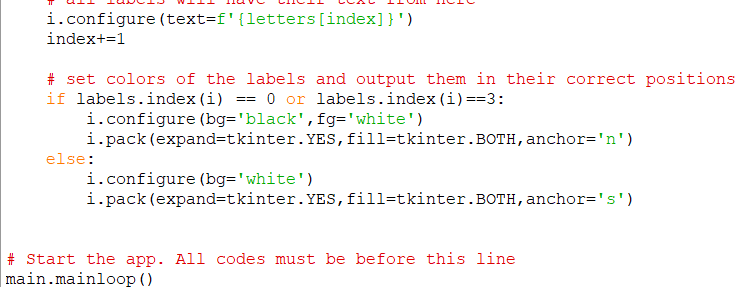 # all labels will have their text from here
    i.configure(text=f'{letters[index]}')
    index+=1

    # set colors of the labels and output them in their correct positions
    if labels.index(i) == 0 or labels.index(i)==3:
        i.configure(bg='black',fg='white')
        i.pack(expand=tkinter.YES,fill=tkinter.BOTH,anchor='n')
    else:
        i.configure(bg='white')
        i.pack(expand=tkinter.YES,fill=tkinter.BOTH,anchor='s')

# Start the app. All codes must be before this line
main.mainloop()